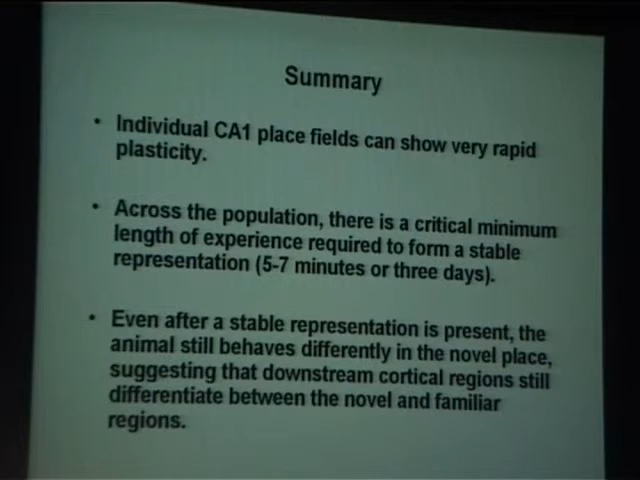 Summary
• Individual CA1 place fields can show very rapid
plasticity.
• Across the population, there is a critical minimum
length of experience required to form a stable
representation (5-7 minutes or three days).
• Even after a stable representation is present, the
animal still behaves differently in the novel place,
suggesting that downstream cortical regions still
differentiate between the novel and familiar
regions.